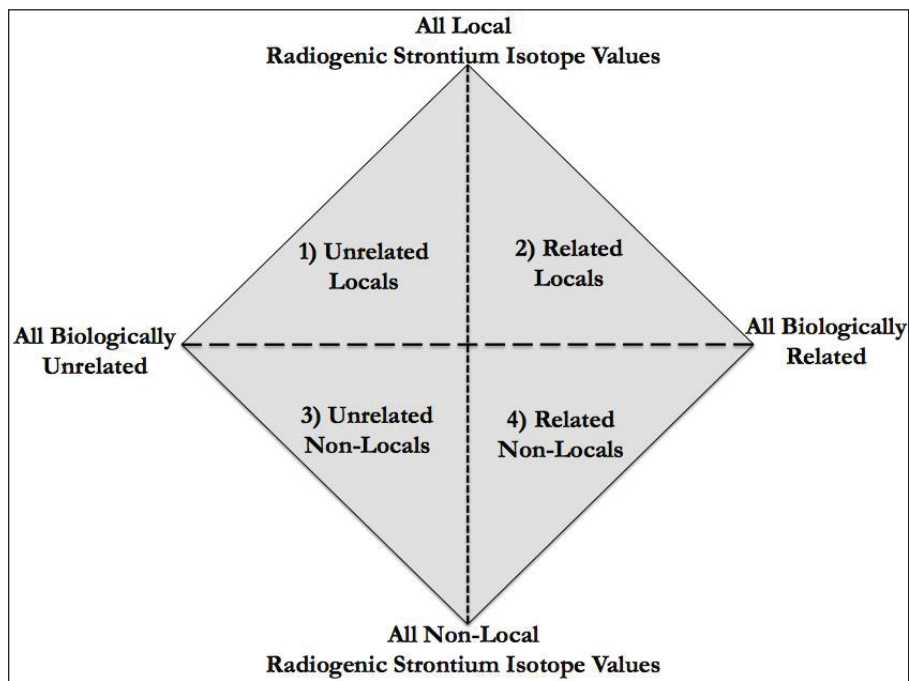 All Local
Radiogenic Strontium Isotope Values
1) Unrelated
Locals
2) Related
Locals
All Biologically
Unrelated
All Biologically
Related
3) Unrelated
Non-Locals
4) Related
Non-Locals
All Non-Local
Radiogenic Strontium Isotope Values